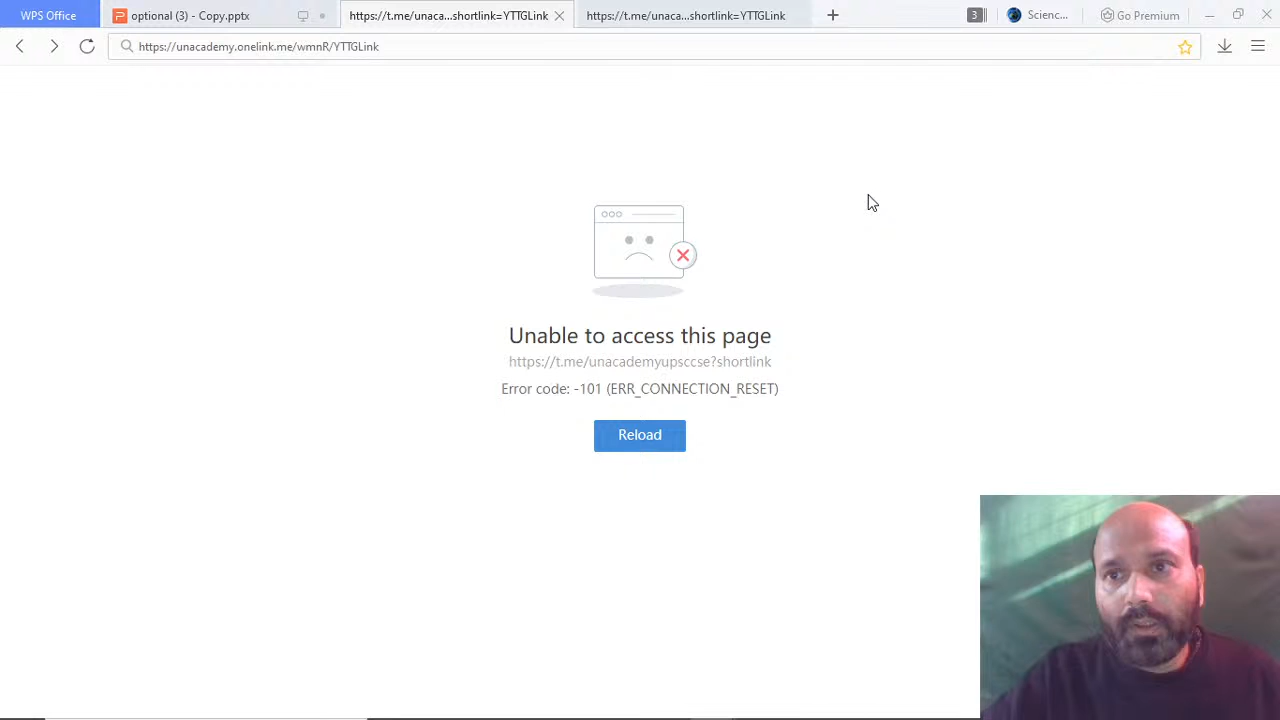 WPS Office
optional (3) - Copy.pptx
https://t.me/unaca...shortlink=YTTGLink
https://t.me/unaca...shortlink=YTTGLink
3
Scienc...
Go Premium
https://unacademy.onelink.me/wmnR/YTTGLink
Unable to access this page
https://t.me/unacademyupsccse?shortlink
Error code: -101 (ERR_CONNECTION_RESET)
Reload